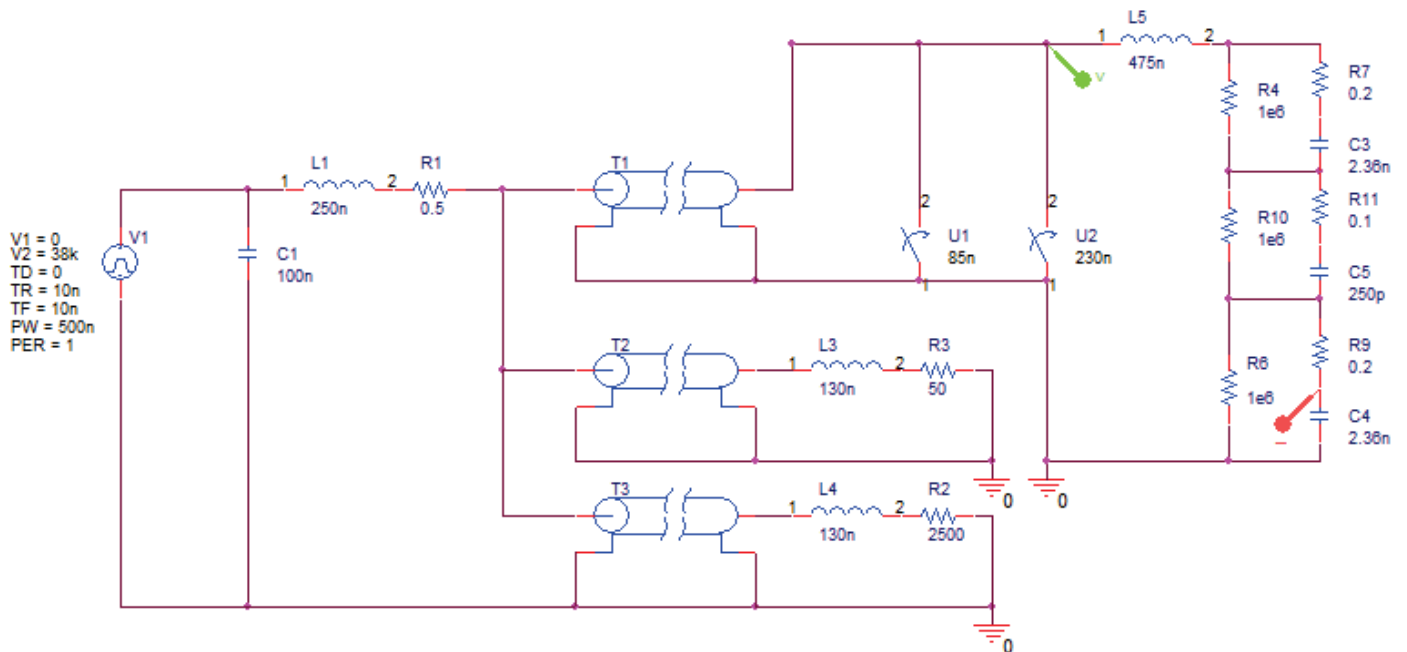 V1 = 0
V2 = 38k
TD = 0
TR = 10n
TF = 10n
PW = 500n
PER = 1
V1
C1
100n
L1
1 2
250n
R1
0.5
T1
T2
T3
2
U1
85n
1
2
U2
230n
1
V
L5
1 2
475n
R4
1e6
R7
0.2
C3
2.36n
R10
1e6
R11
0.1
C5
250p
R6
1e6
R9
0.2
C4
2.36n
L3
1 2
130n
R3
50
0
0
L4
1 2
130n
R2
2500
0